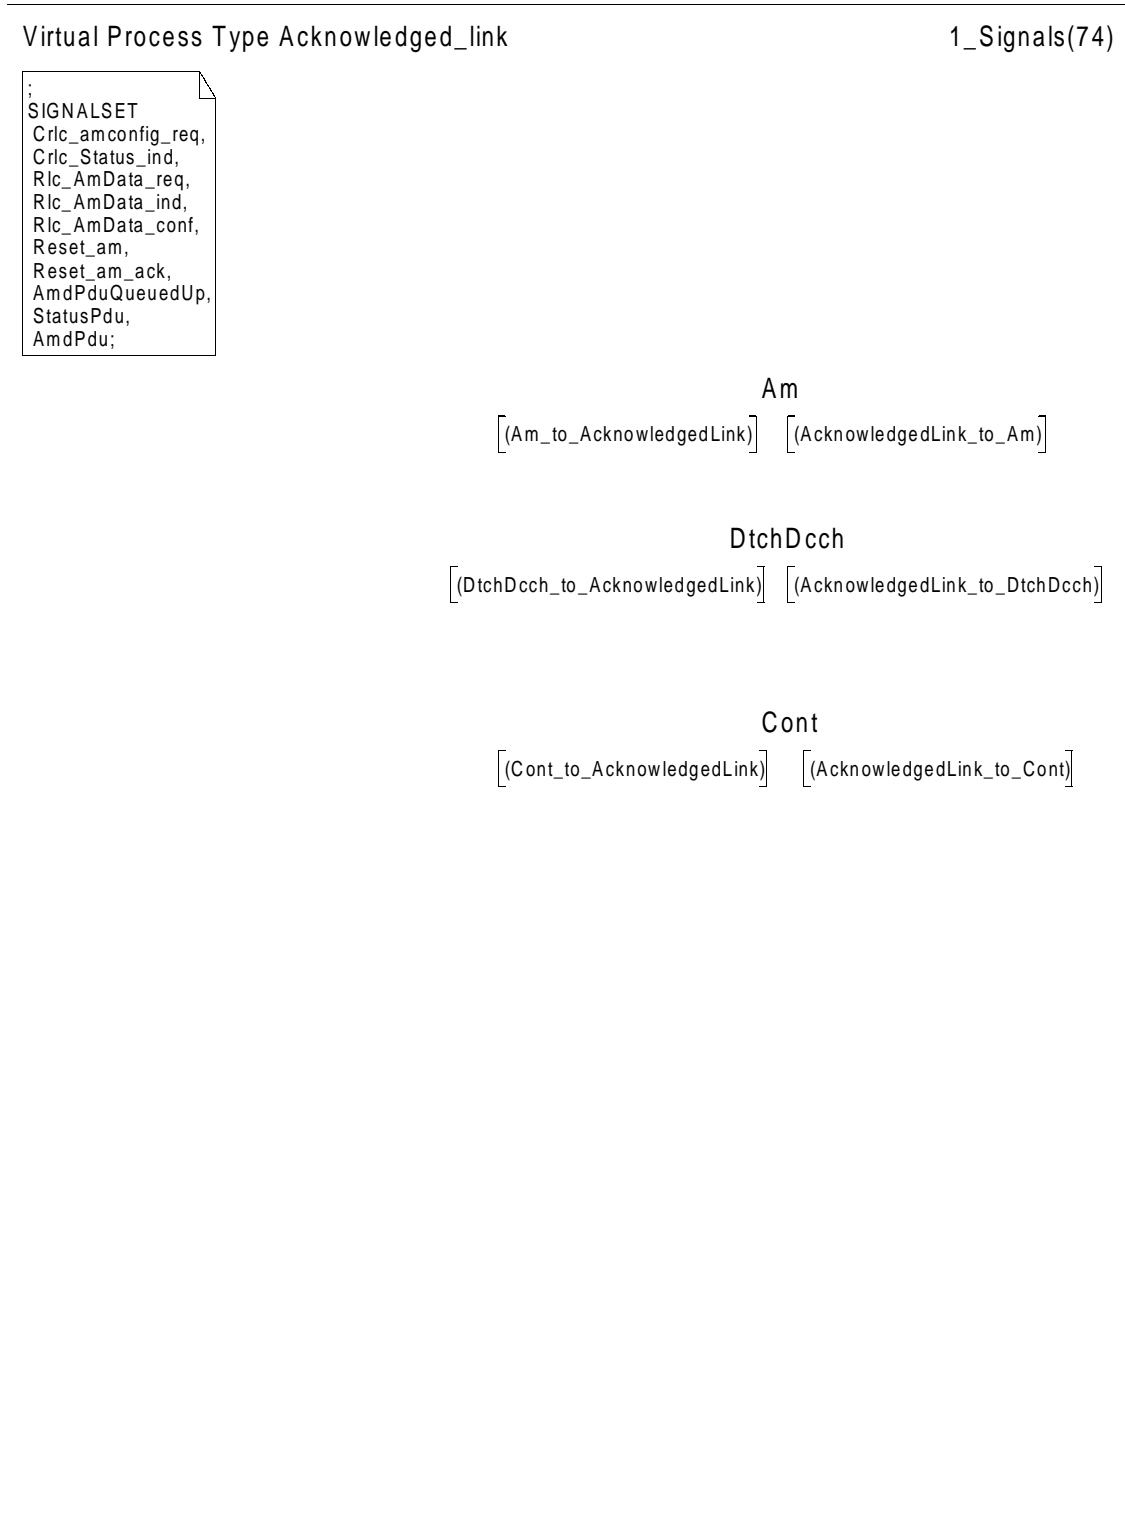 Virtual Process Type Acknowledged_link 1_Signals(74)
;
SIGNALSET
Crlc_amconfig_req,
Crlc_Status_ind,
Rlc_AmData_req,
Rlc_AmData_ind,
Rlc_AmData_conf,
Reset_am,
Reset_am_ack,
AmdPduQueuedUp,
StatusPdu,
AmdPdu;
Am
(Am_to_AcknowledgedLink) (AcknowledgedLink_to_Am)
DtchDcch
(DtchDcch_to_AcknowledgedLink) (AcknowledgedLink_to_DtchDcch)
Cont
(Cont_to_AcknowledgedLink) (AcknowledgedLink_to_Cont)